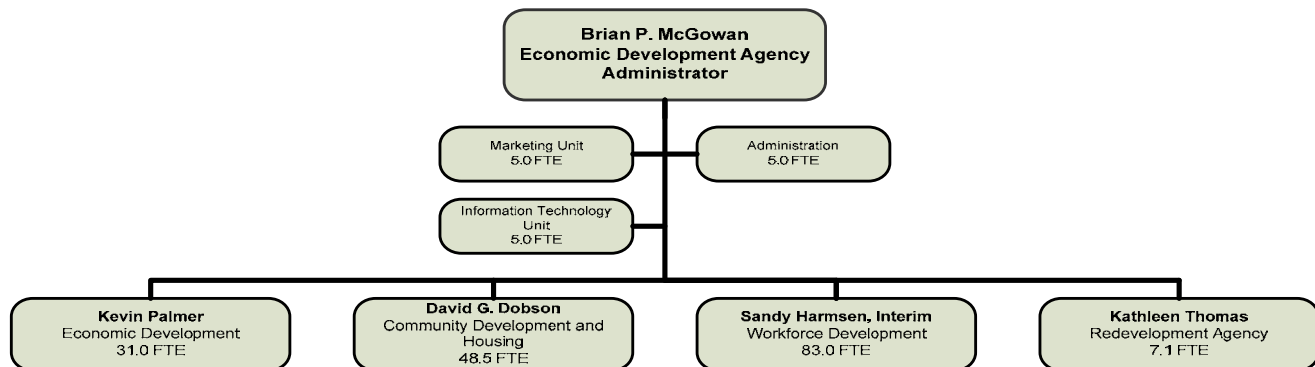 Brian P. McGowan
Economic Development Agency
Administrator
Marketing Unit
5.0 FTE
Administration
5.0 FTE
Information Technology
Unit
5.0 FTE
Kevin Palmer
Economic Development
31.0 FTE
David G. Dobson
Community Development and
Housing
48.5 FTE
Sandy Harmsen, Interim
Workforce Development
83.0 FTE
Kathleen Thomas
Redevelopment Agency
7.1 FTE